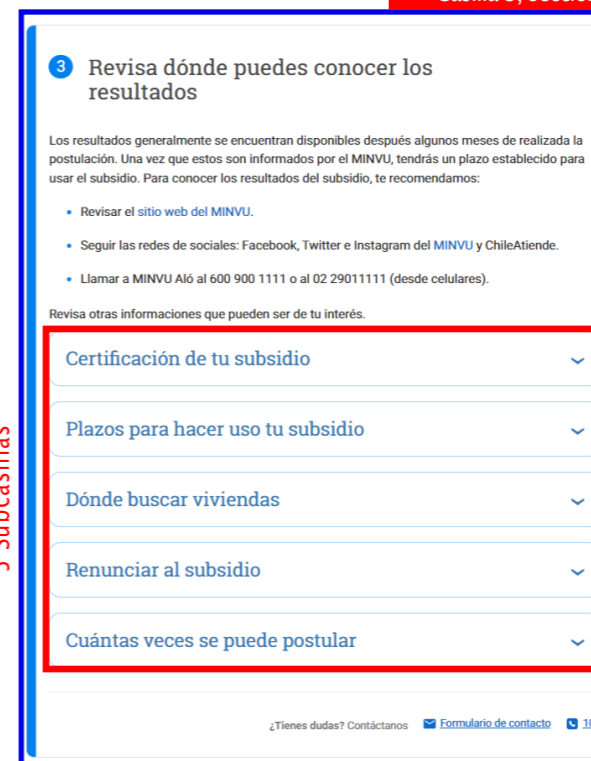 3 Revisa dónde puedes conocer los
resultados
Los resultados generalmente se encuentran disponibles después algunos meses de realizada la
postulación. Una vez que estos son informados por el MINVU, tendrás un plazo establecido para
usar el subsidio. Para conocer los resultados del subsidio, te recomendamos:
• Revisar el sitio web del MINVU.
• Seguir las redes de sociales: Facebook, Twitter e Instagram del MINVU y ChileAtiende.
• Llamar a MINVU Aló al 600 900 1111 o al 02 29011111 (desde celulares).
Revisa otras informaciones que pueden ser de tu interés.
Certificación de tu subsidio
Plazos para hacer uso tu subsidio
Dónde buscar viviendas
Renunciar al subsidio
Cuántas veces se puede postular
5 Subcasillas
¿Tienes dudas? Contáctanos Formulario de contacto